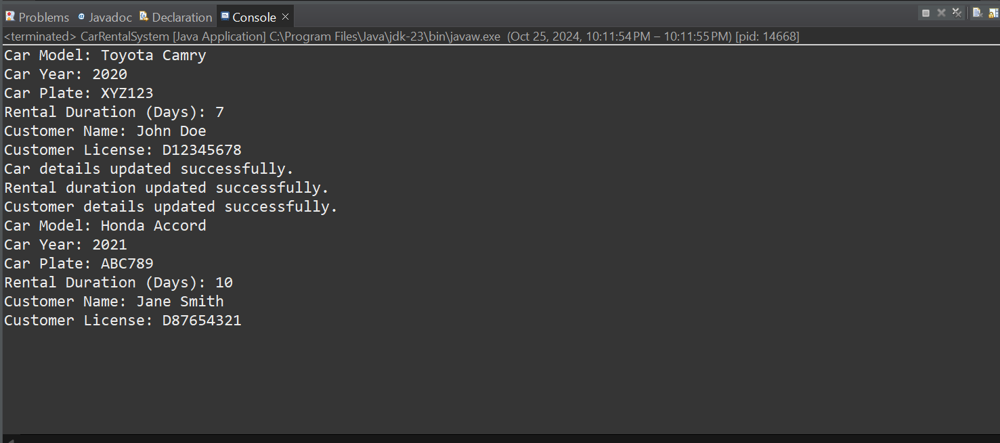 Problems Javadoc Declaration Console
<terminated> CarRentalSystem [Java Application] C:\Program Files\Java\jdk-23\bin\javaw.exe (Oct 25, 2024, 10:11:54 PM – 10:11:55 PM) [pid: 14668]
Car Model: Toyota Camry
Car Year: 2020
Car Plate: XYZ123
Rental Duration (Days): 7
Customer Name: John Doe
Customer License: D12345678
Car details updated successfully.
Rental duration updated successfully.
Customer details updated successfully.
Car Model: Honda Accord
Car Year: 2021
Car Plate: ABC789
Rental Duration (Days): 10
Customer Name: Jane Smith
Customer License: D87654321